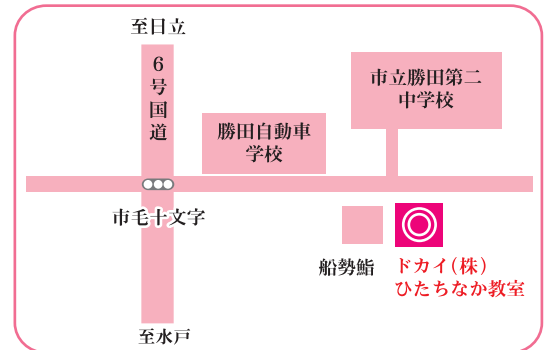 至日立
6号国道
市立勝田第二
中学校
勝田自動車
学校
市毛十文字
船勢鮨
ドカイ(株)
ひたちなか教室
至水戸